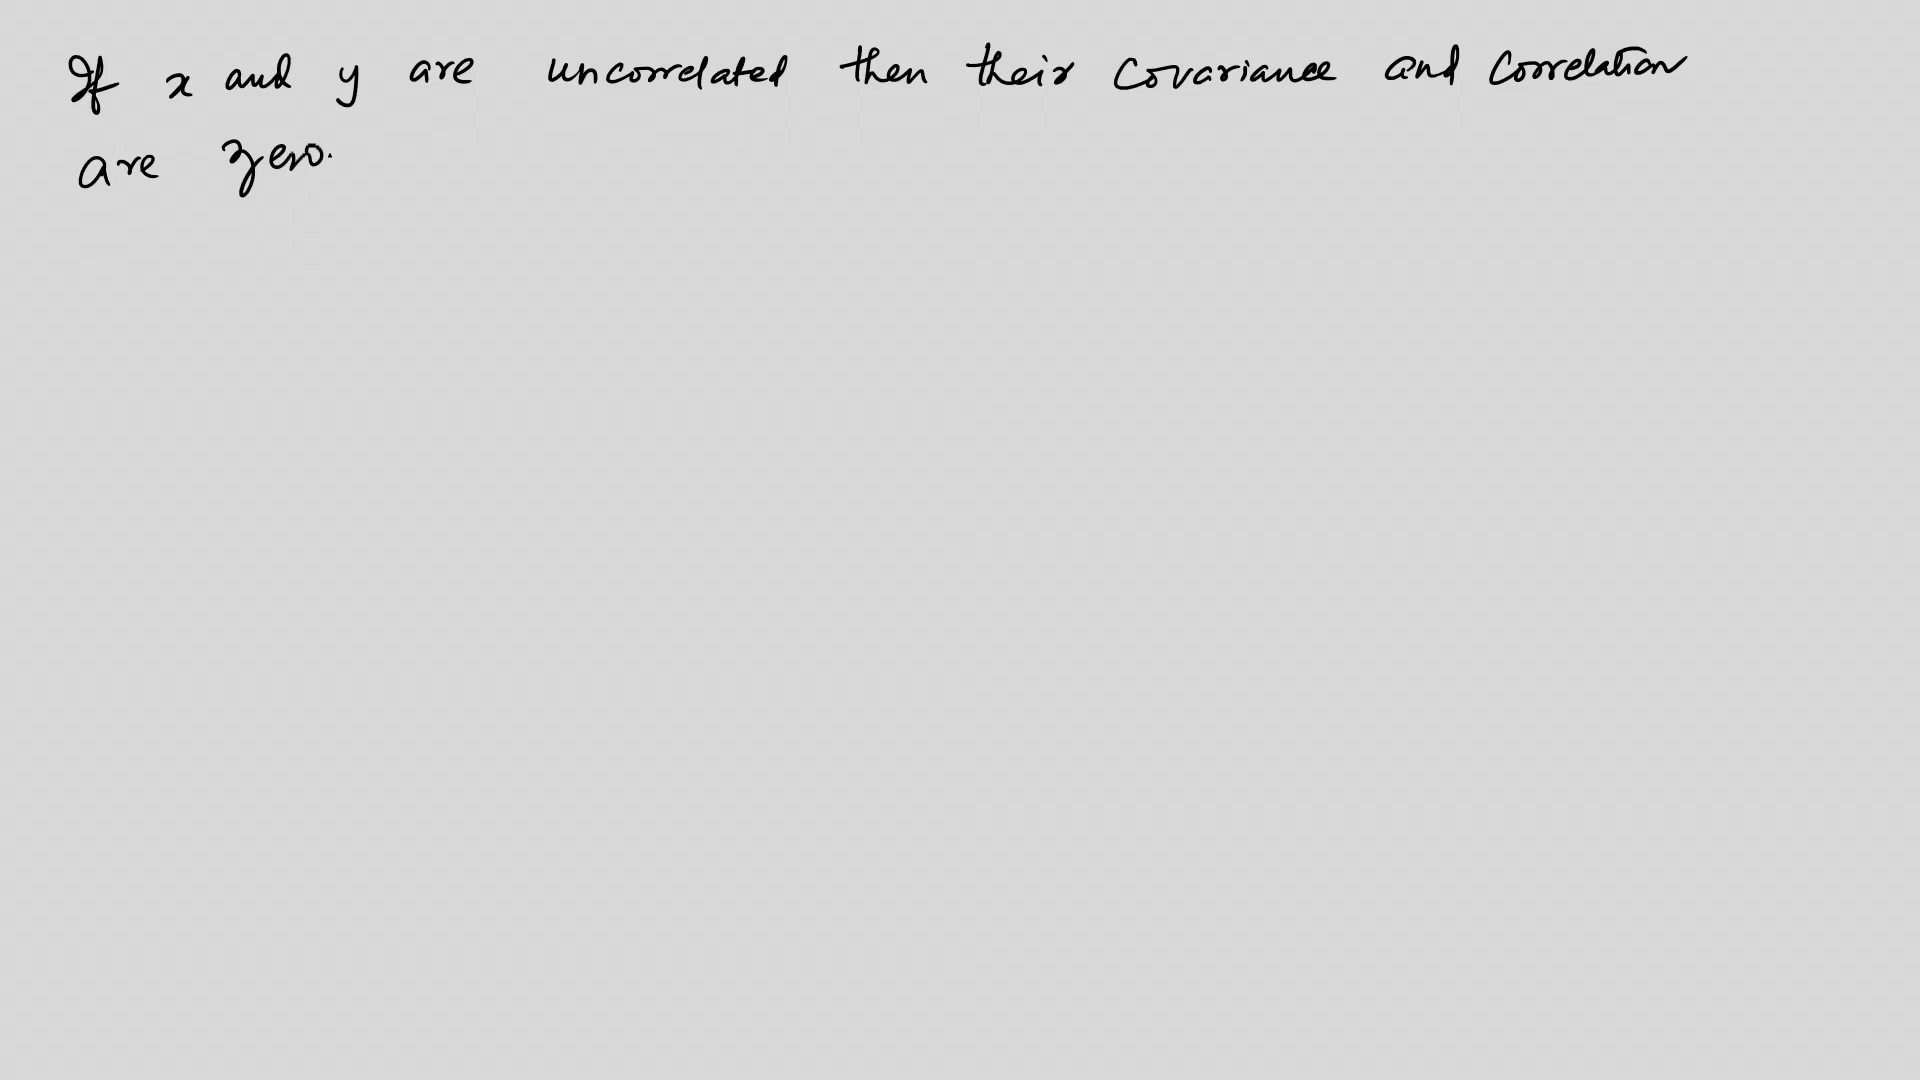 If x and y are uncorrelated then their Covariance and Correlation
are zero.